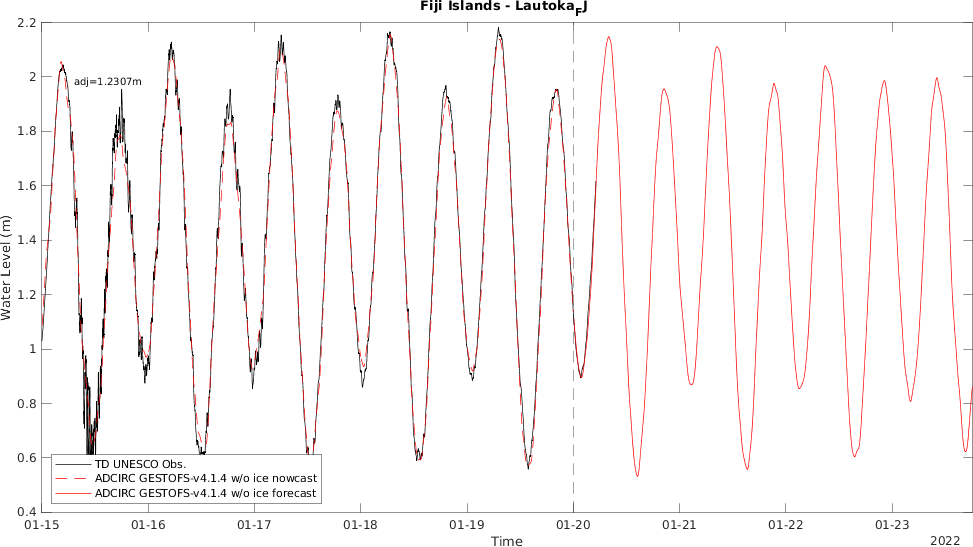 Fiji Islands - Lautoka_FJ
2.2
2
1.8
1.6
1.4
1.2
1
0.8
0.6
0.4
Water Level (m)
adj=1.2307m
TD UNESCO Obs.
ADCIRC GESTOFS-v4.1.4 w/o ice nowcast
ADCIRC GESTOFS-v4.1.4 w/o ice forecast
01-15 01-16 01-17 01-18 01-19 01-20 01-21 01-22 01-23
Time
2022